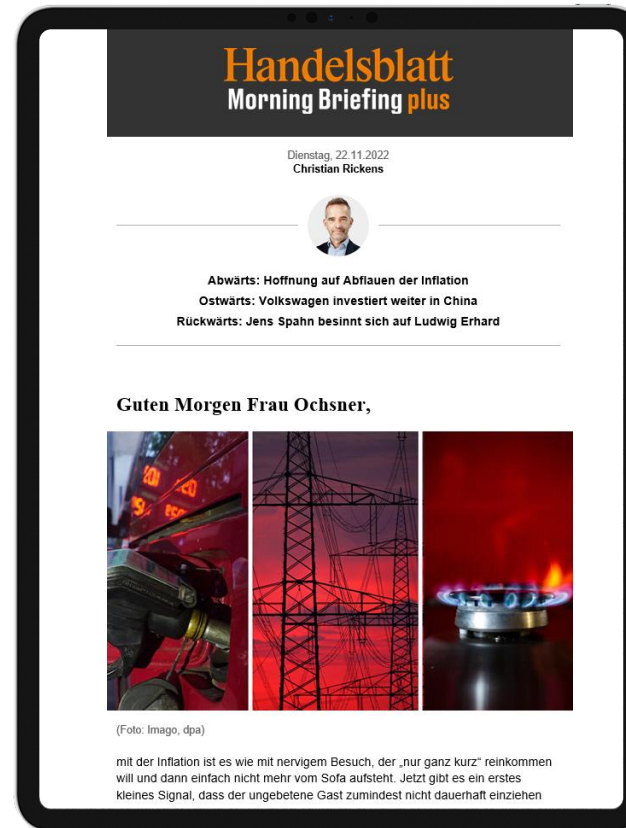 Handelsblatt
Morning Briefing plus
Dienstag, 22.11.2022
Christian Rickens
Abwärts: Hoffnung auf Abflauen der Inflation
Ostwärts: Volkswagen investiert weiter in China
Rückwärts: Jens Spahn besinnt sich auf Ludwig Erhard
Guten Morgen Frau Ochsner,
(Foto: Imago, dpa)
mit der Inflation ist es wie mit nervigem Besuch, der „nur ganz kurz“ reinkommen
will und dann einfach nicht mehr vom Sofa aufsteht. Jetzt gibt es ein erstes
kleines Signal, dass der ungebetene Gast zumindest nicht dauerhaft einziehen